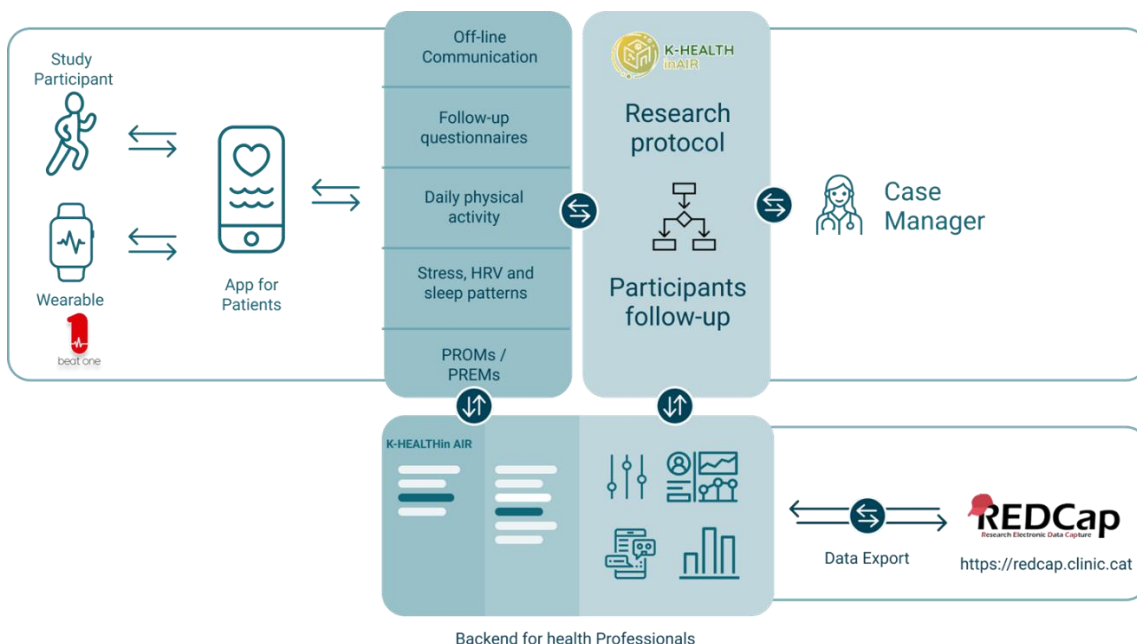 Study
Participant
Wearable
1
beat one
App for
Patients
Off-line
Communication
Follow-up
questionnaires
Daily physical
activity
Stress, HRV and
sleep patterns
PROMs /
PREMs
K-HEALTH
inAIR
Research
protocol
Participants
follow-up
Case
Manager
K-HEALTHin AIR
Backend for health Professionals
Data Export
REDCap
Research Electronic Data Capture
https://redcap.clinic.cat